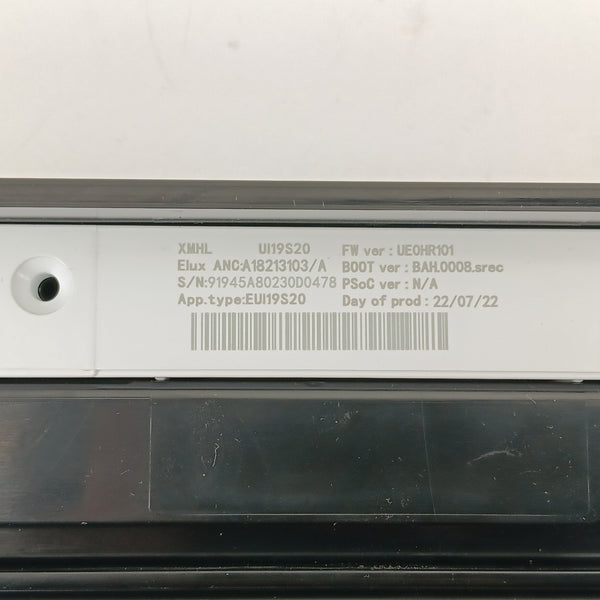 XMHL UI19S20 FW ver : UE0HR101
Elux ANC:A18213103/A BOOT ver : BAH.0008.srec
S/N:91945A80230D0478 PSoC ver : N/A
App.type:EUI19S20 Day of prod : 22/07/22